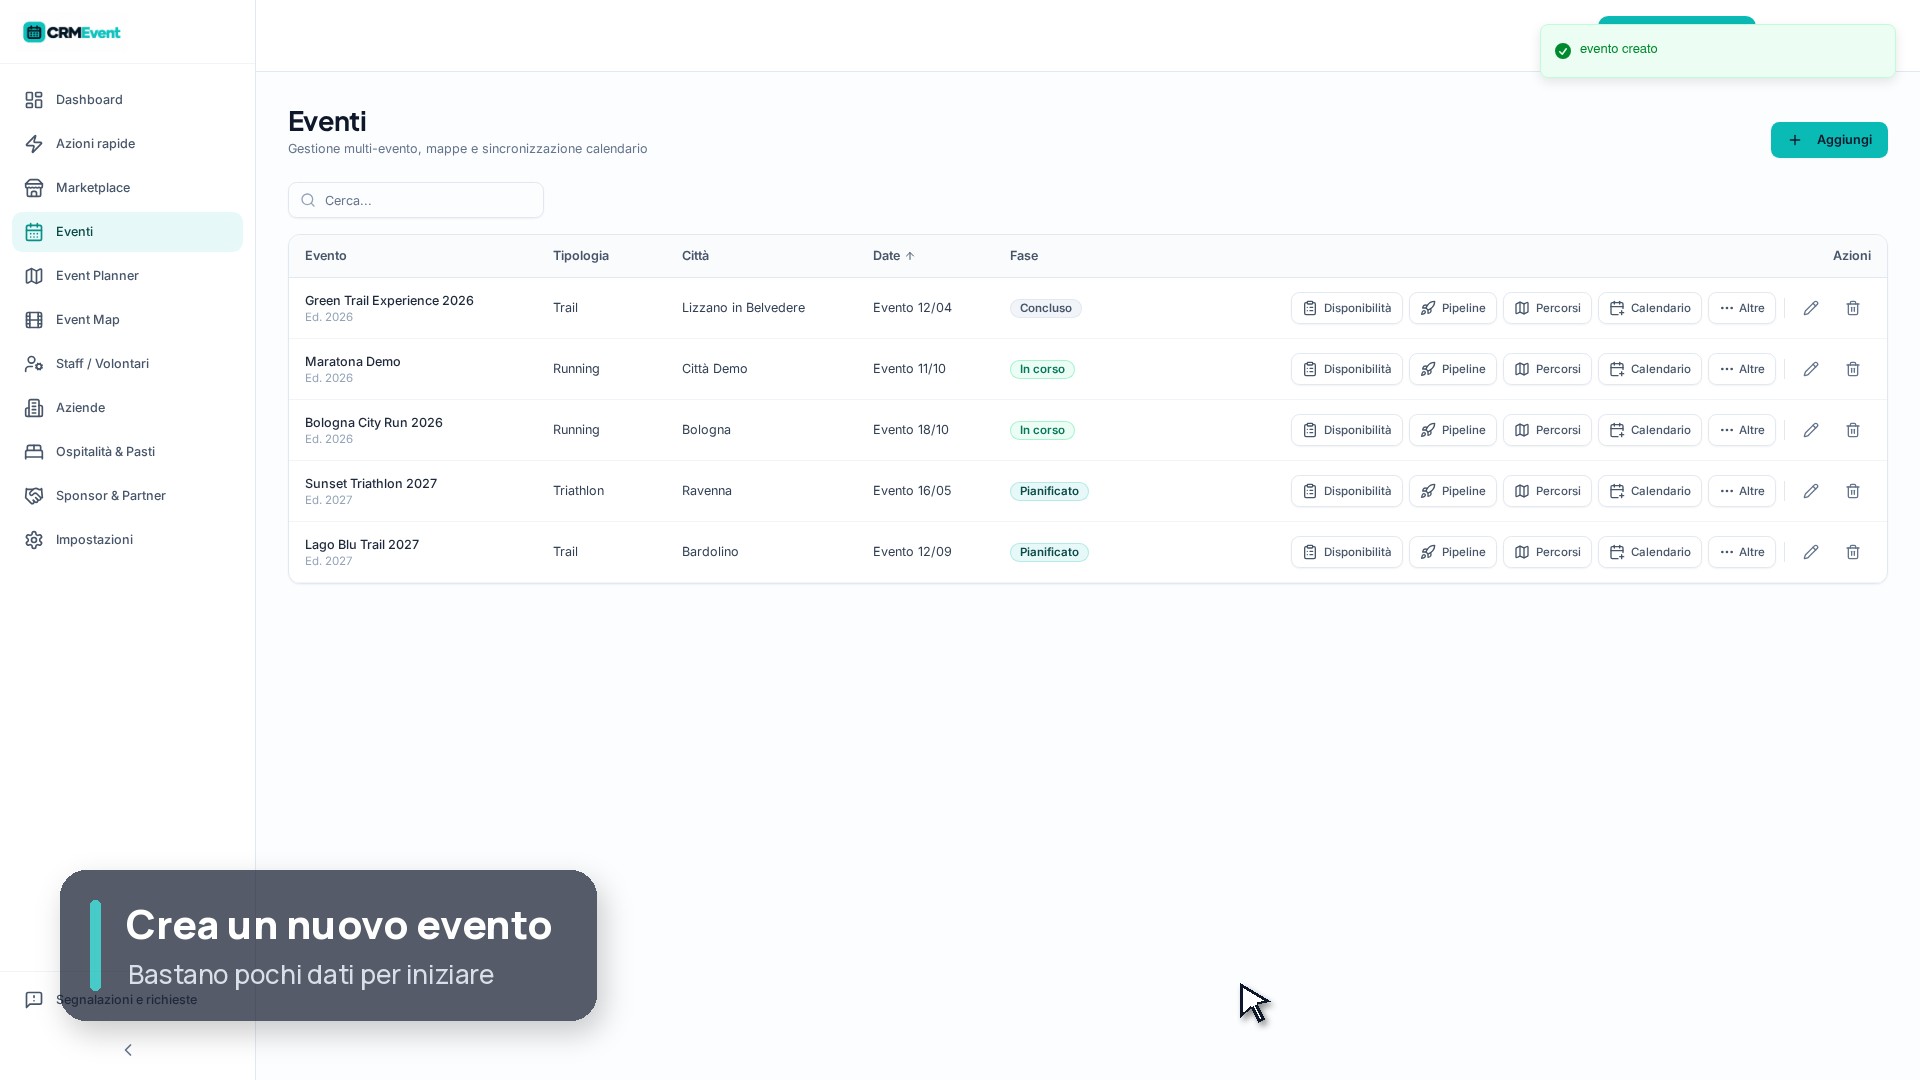 CRMEvent
evento creato
Dashboard
Azioni rapide
Marketplace
Eventi
Event Planner
Event Map
Staff / Volontari
Aziende
Ospitalità & Pasti
Sponsor & Partner
Impostazioni
Segnalazioni e richieste
Eventi
Gestione multi-evento, mappe e sincronizzazione calendario
Aggiungi
Cerca...
Evento Tipologia Città Date Fase Azioni
Green Trail Experience 2026 Trail Lizzano in Belvedere Evento 12/04 Concluso Disponibilità Pipeline Percorsi Calendario Altre
Ed. 2026
Maratona Demo Running Città Demo Evento 11/10 In corso Disponibilità Pipeline Percorsi Calendario Altre
Ed. 2026
Bologna City Run 2026 Running Bologna Evento 18/10 In corso Disponibilità Pipeline Percorsi Calendario Altre
Ed. 2026
Sunset Triathlon 2027 Triathlon Ravenna Evento 16/05 Pianificato Disponibilità Pipeline Percorsi Calendario Altre
Ed. 2027
Lago Blu Trail 2027 Trail Bardolino Evento 12/09 Pianificato Disponibilità Pipeline Percorsi Calendario Altre
Ed. 2027
Crea un nuovo evento
Bastano pochi dati per iniziare